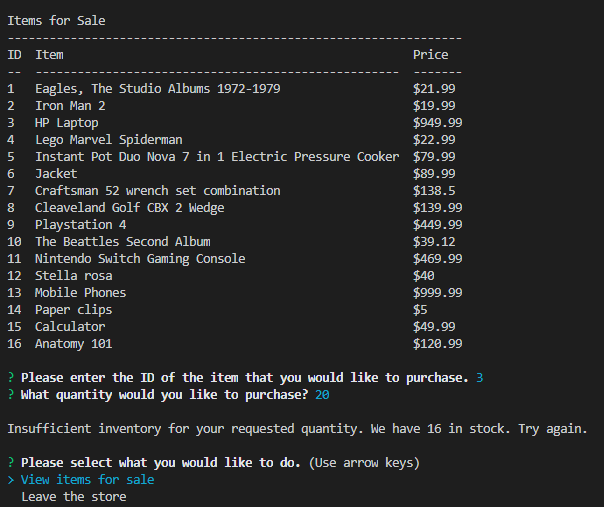 Items for Sale
-----------------------------------------------------------------
ID  Item                                                  Price
--  ----------------------------------------------------  -------
1   Eagles, The Studio Albums 1972-1979                   $21.99
2   Iron Man 2                                            $19.99
3   HP Laptop                                             $949.99
4   Lego Marvel Spiderman                                 $22.99
5   Instant Pot Duo Nova 7 in 1 Electric Pressure Cooker  $79.99
6   Jacket                                                $89.99
7   Craftsman 52 wrench set combination                   $138.5
8   Cleaveland Golf CBX 2 Wedge                           $139.99
9   Playstation 4                                         $449.99
10  The Beattles Second Album                             $39.12
11  Nintendo Switch Gaming Console                        $469.99
12  Stella rosa                                           $40
13  Mobile Phones                                         $999.99
14  Paper clips                                           $5
15  Calculator                                            $49.99
16  Anatomy 101                                           $120.99
? Please enter the ID of the item that you would like to purchase. 3
? What quantity would you like to purchase? 20
Insufficient inventory for your requested quantity. We have 16 in stock. Try again.
? Please select what you would like to do. (Use arrow keys)
> View items for sale
  Leave the store